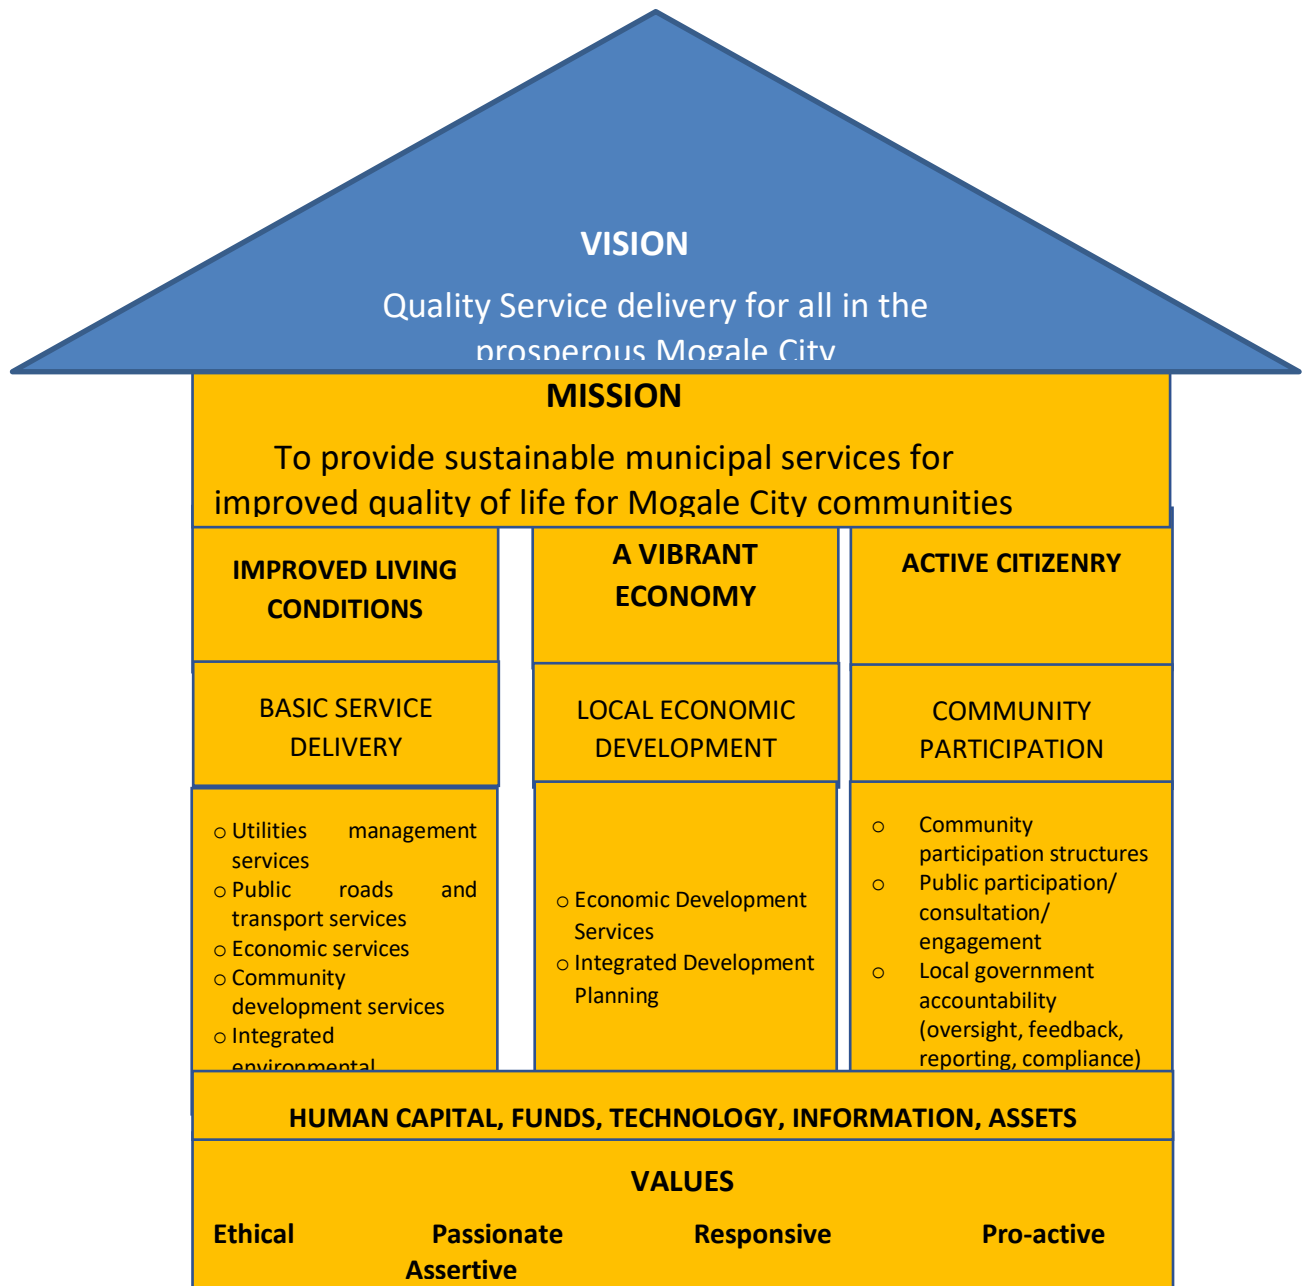 VISION
Quality Service delivery for all in the
prosperous Mogale City
MISSION
To provide sustainable municipal services for
improved quality of life for Mogale City communities
IMPROVED LIVING
CONDITIONS
A VIBRANT
ECONOMY
ACTIVE CITIZENRY
BASIC SERVICE
DELIVERY
LOCAL ECONOMIC
DEVELOPMENT
COMMUNITY
PARTICIPATION
o Utilities management
services
o Public roads and
transport services
o Economic services
o Community
development services
o Integrated
environmental
o Economic Development
Services
o Integrated Development
Planning
o Community
participation structures
o Public participation/
consultation/
engagement
o Local government
accountability
(oversight, feedback,
reporting, compliance)
HUMAN CAPITAL, FUNDS, TECHNOLOGY, INFORMATION, ASSETS
VALUES
Ethical Passionate Responsive Pro-active
Assertive